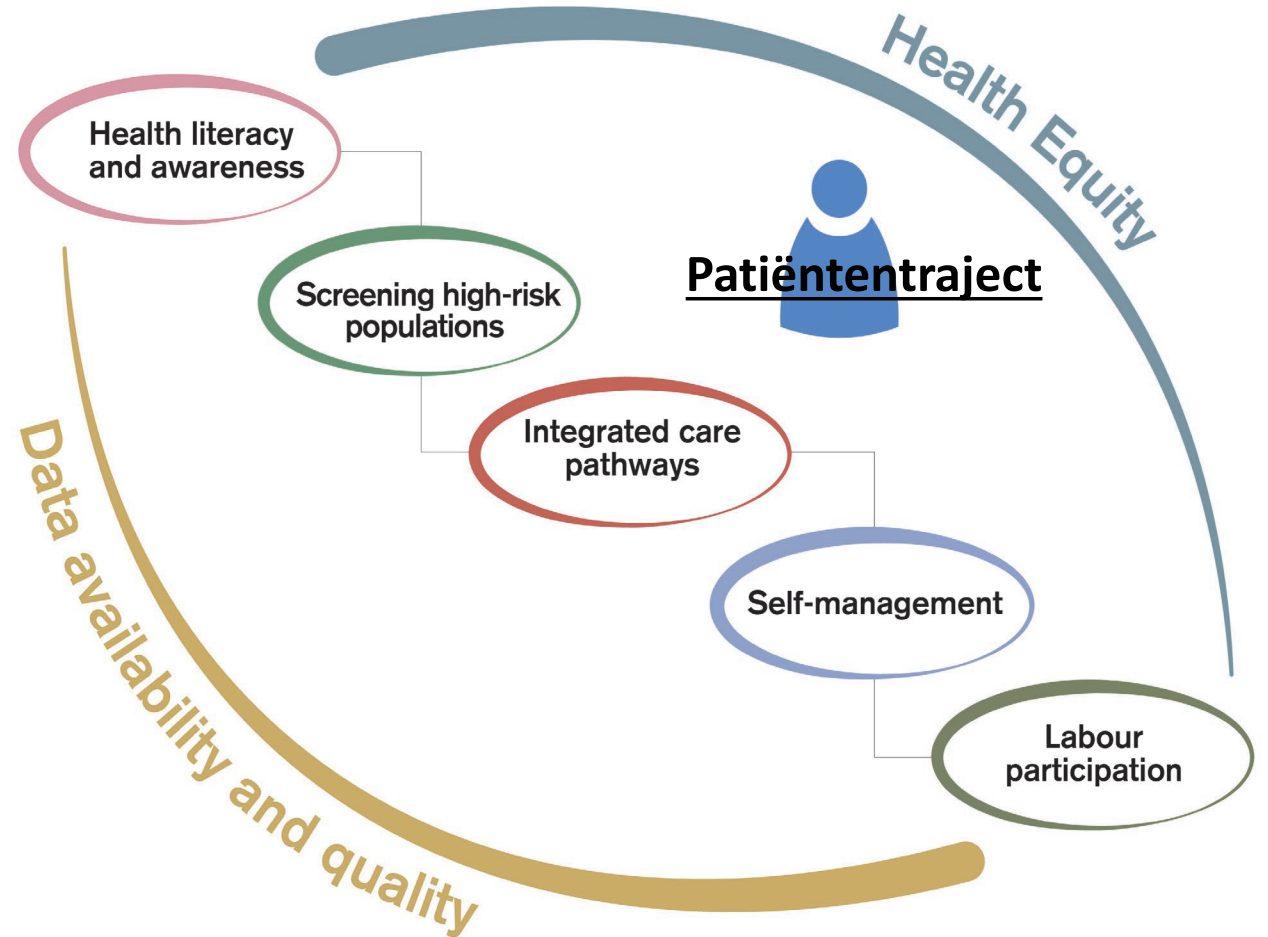 Health Equity
Health literacy
and awareness
Patiëntentraject
Screening high-risk
populations
Integrated care
pathways
Self-management
Labour
participation
Data availability and quality